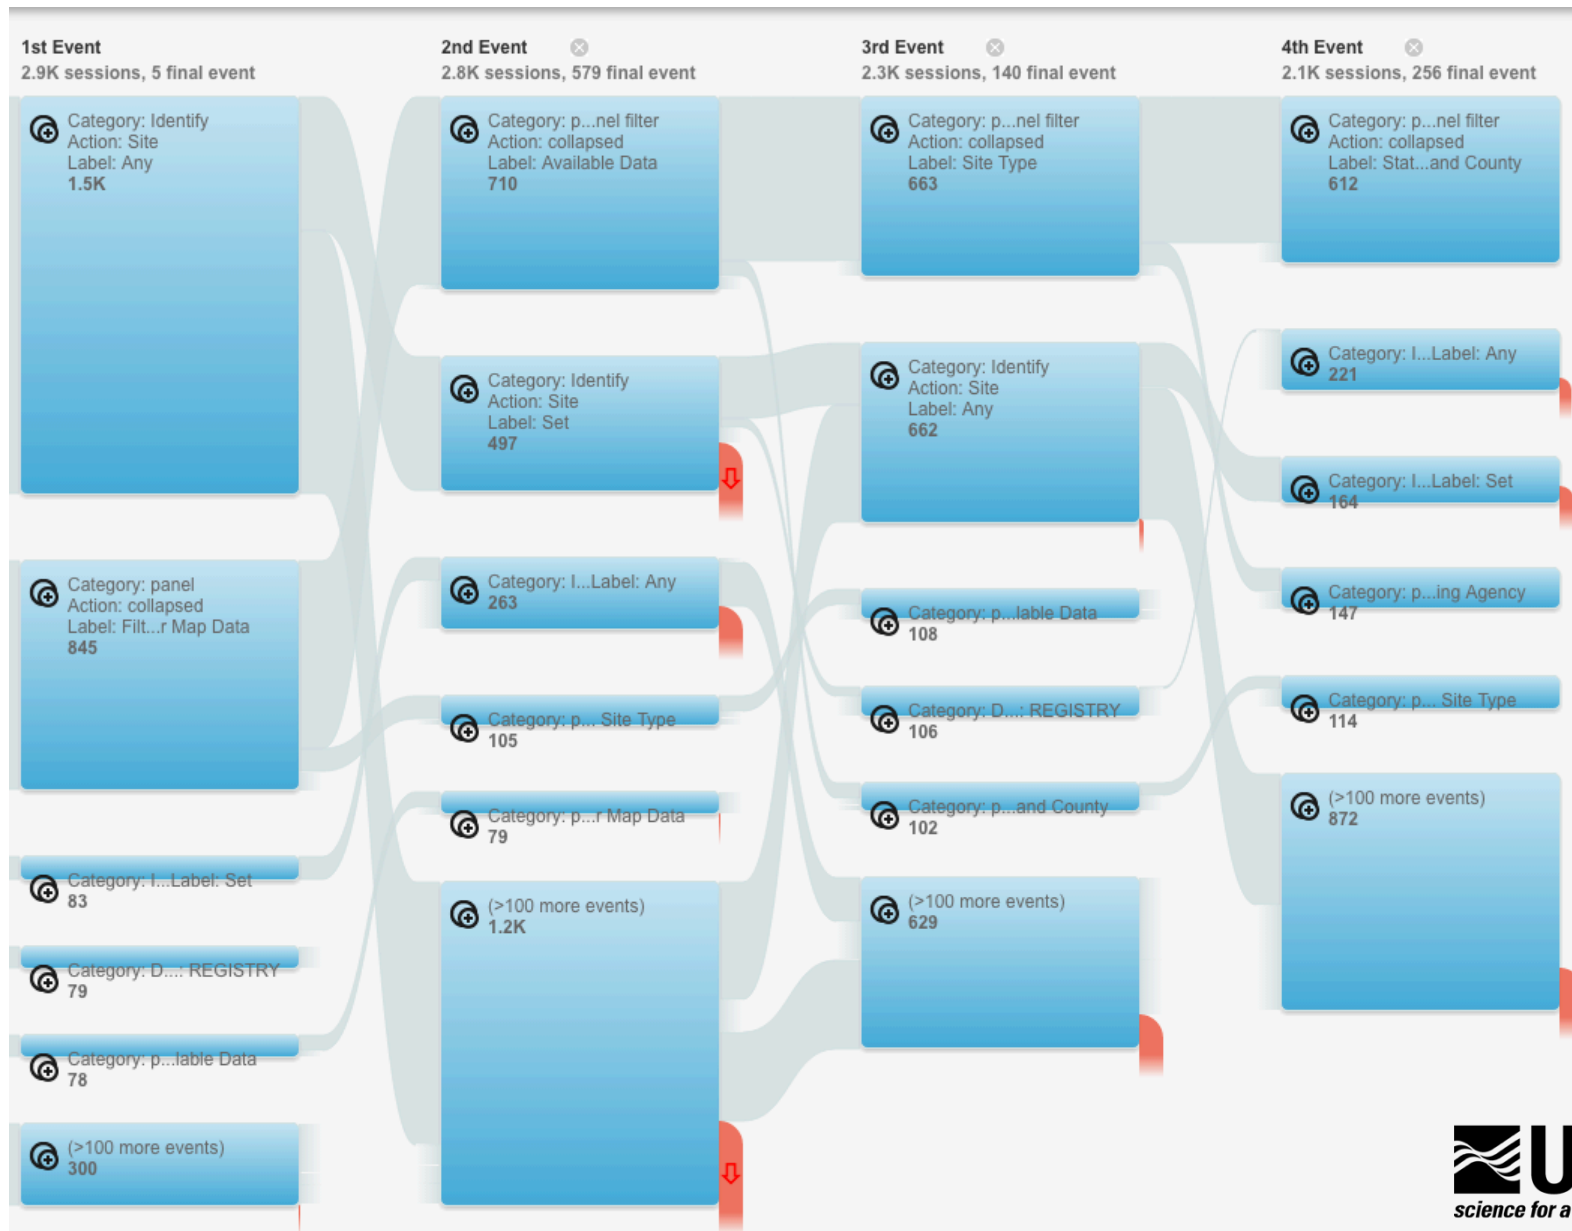 1st Event
2.9K sessions, 5 final event
Category: Identify
Action: Site
Label: Any
1.5K
Category: panel
Action: collapsed
Label: Filt...r Map Data
845
Category: I...Label: Set
83
Category: D...: REGISTRY
79
Category: p...lable Data
78
(>100 more events)
300
2nd Event
2.8K sessions, 579 final event
Category: p...nel filter
Action: collapsed
Label: Available Data
710
Category: Identify
Action: Site
Label: Set
497
Category: I...Label: Any
263
Category: p... Site Type
105
Category: p...r Map Data
79
(>100 more events)
1.2K
3rd Event
2.3K sessions, 140 final event
Category: p...nel filter
Action: collapsed
Label: Site Type
663
Category: Identify
Action: Site
Label: Any
662
Category: p...lable Data
108
Category: D...: REGISTRY
106
Category: p...and County
102
(>100 more events)
629
4th Event
2.1K sessions, 256 final event
Category: p...nel filter
Action: collapsed
Label: Stat...and County
612
Category: I...Label: Any
221
Category: I...Label: Set
164
Category: p...ing Agency
147
Category: p... Site Type
114
(>100 more events)
872
U
science for a